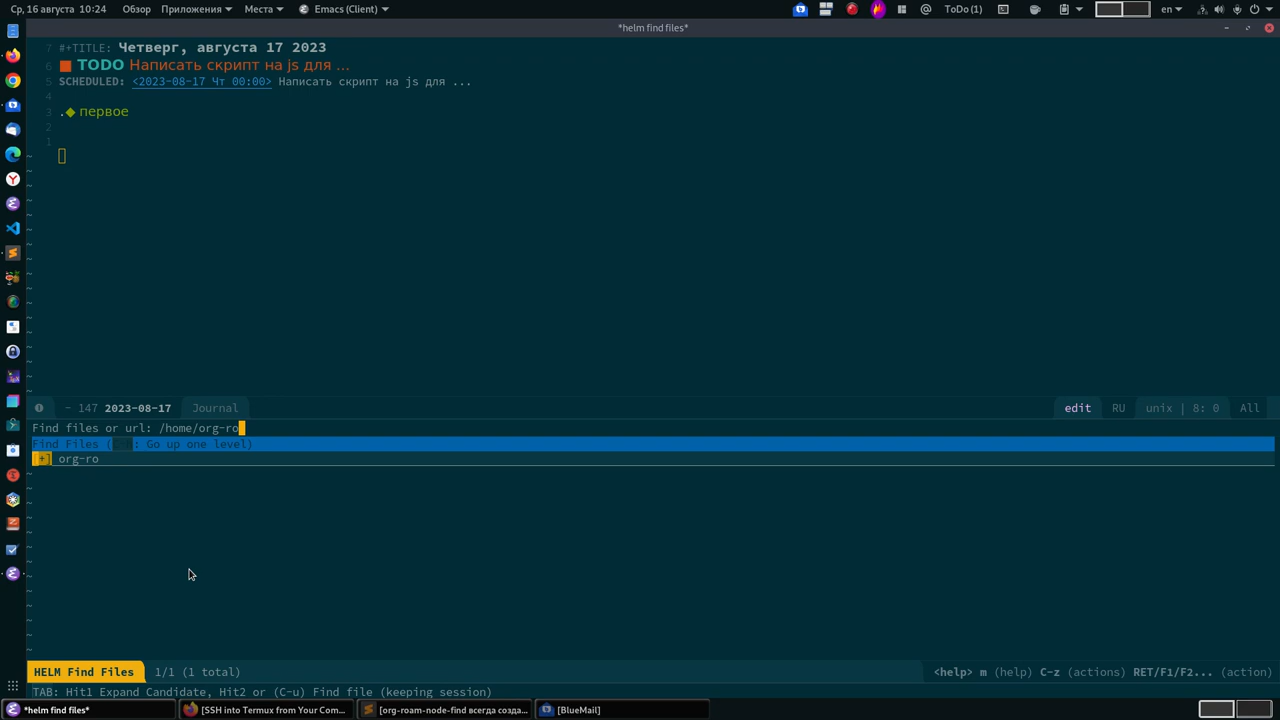 Ср, 16 августа 10:24 Обзор Приложения Места Emacs (Client) ToDo (1) en
*helm find files*
7 #+TITLE: Четверг, августа 17 2023
6 TODO Написать скрипт на js для ...
5 SCHEDULED: <2023-08-17 Чт 00:00> Написать скрипт на js для ...
4
3 .◆ первое
2
1
- 147 2023-08-17 Journal edit RU unix | 8: 0 All
Find files or url: /home/org-ro
Find Files (: Go up one level)
[+] org-ro
HELM Find Files 1/1 (1 total) <help> m (help) C-z (actions) RET/F1/F2... (action)
TAB: Hit1 Expand Candidate, Hit2 or (C-u) Find file (keeping session)
*helm find files* [SSH into Termux from Your Com... [org-roam-node-find всегда созда... [BlueMail]